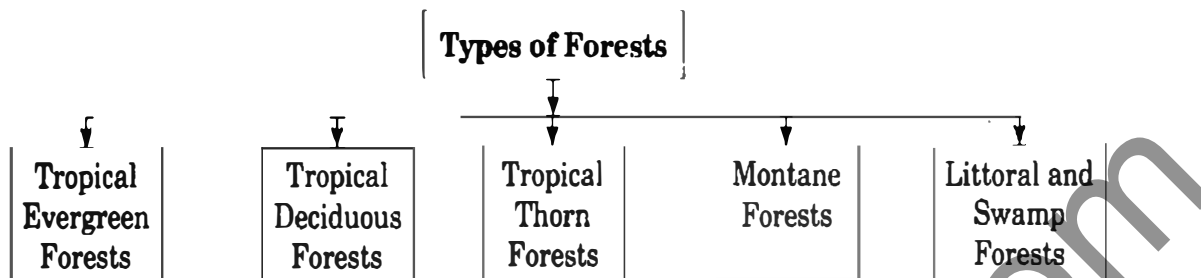 Types of Forests
Tropical
Evergreen
Forests
Tropical
Deciduous
Forests
Tropical
Thorn
Forests
Montane
Forests
Littoral and
Swamp
Forests